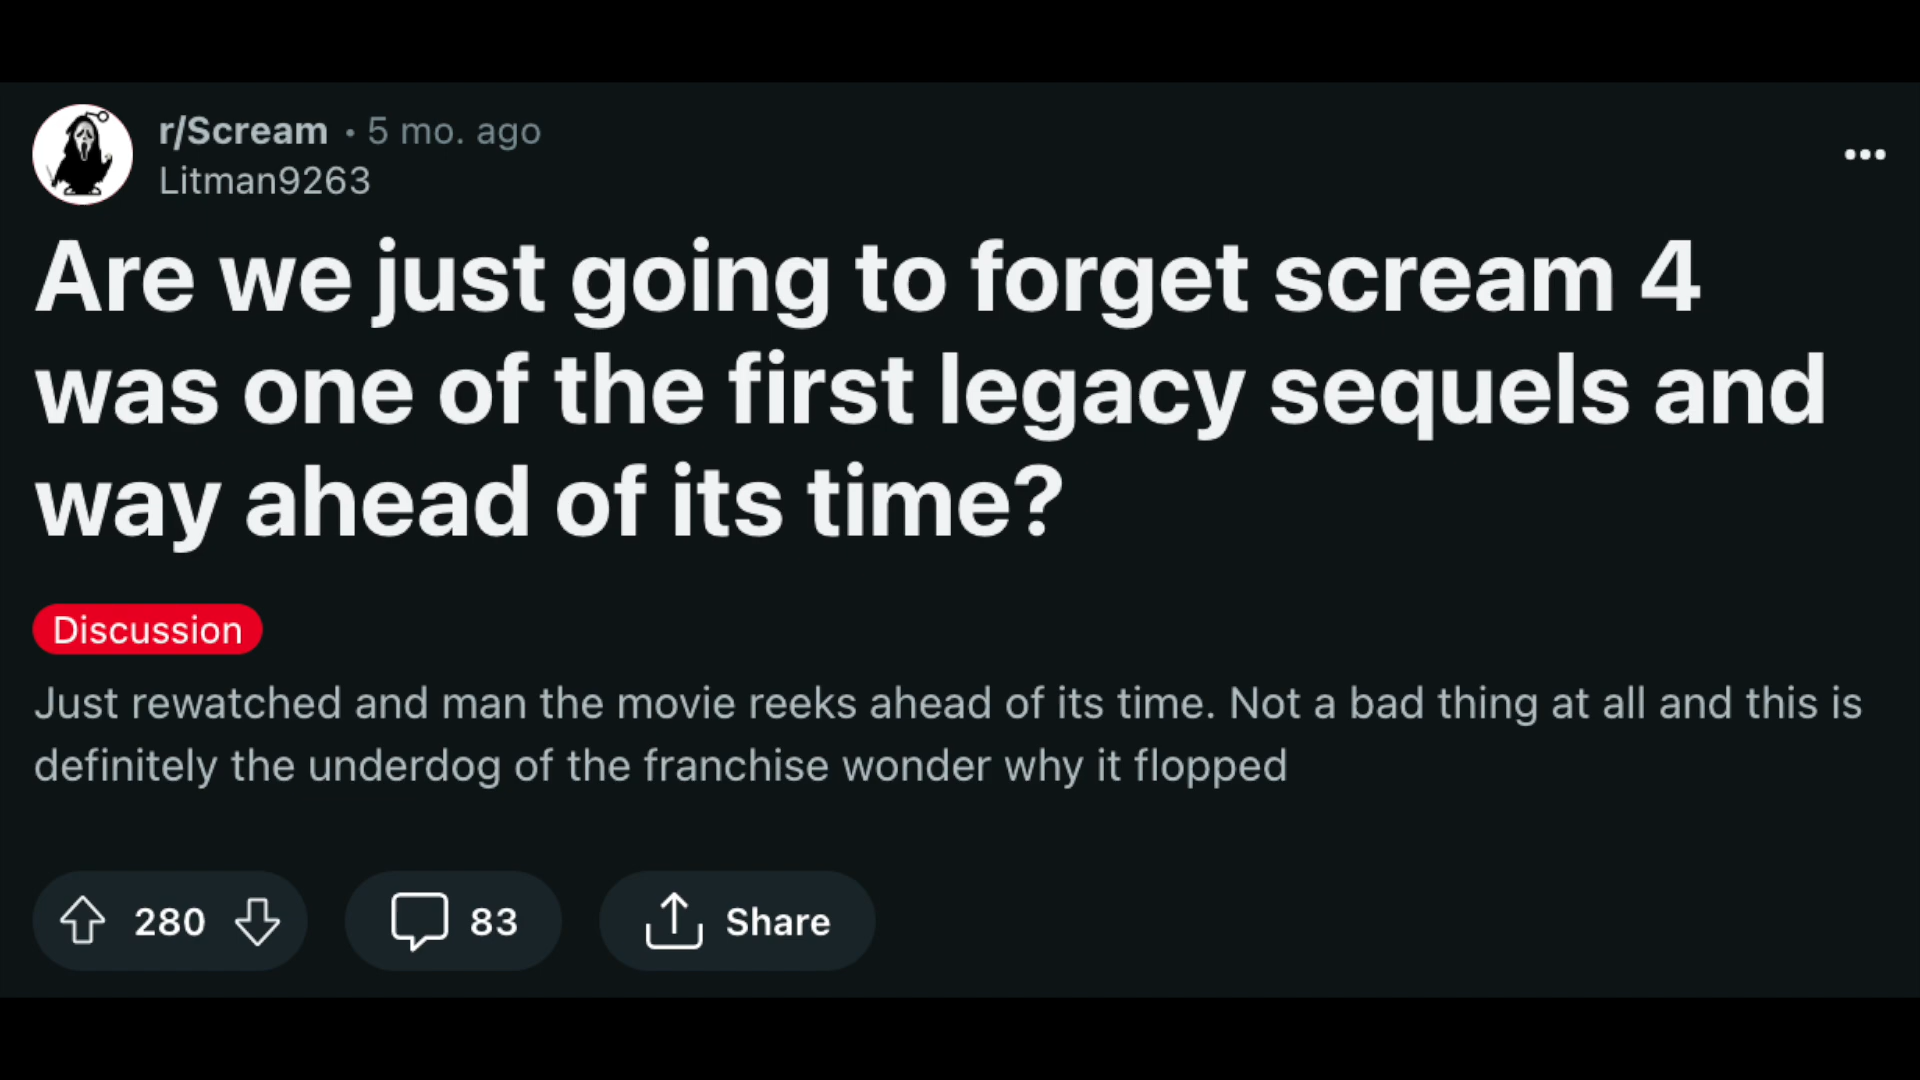 r/Scream • 5 mo. ago
Litman9263
Are we just going to forget scream 4
was one of the first legacy sequels and
way ahead of its time?
Discussion
Just rewatched and man the movie reeks ahead of its time. Not a bad thing at all and this is
definitely the underdog of the franchise wonder why it flopped
280 83 Share